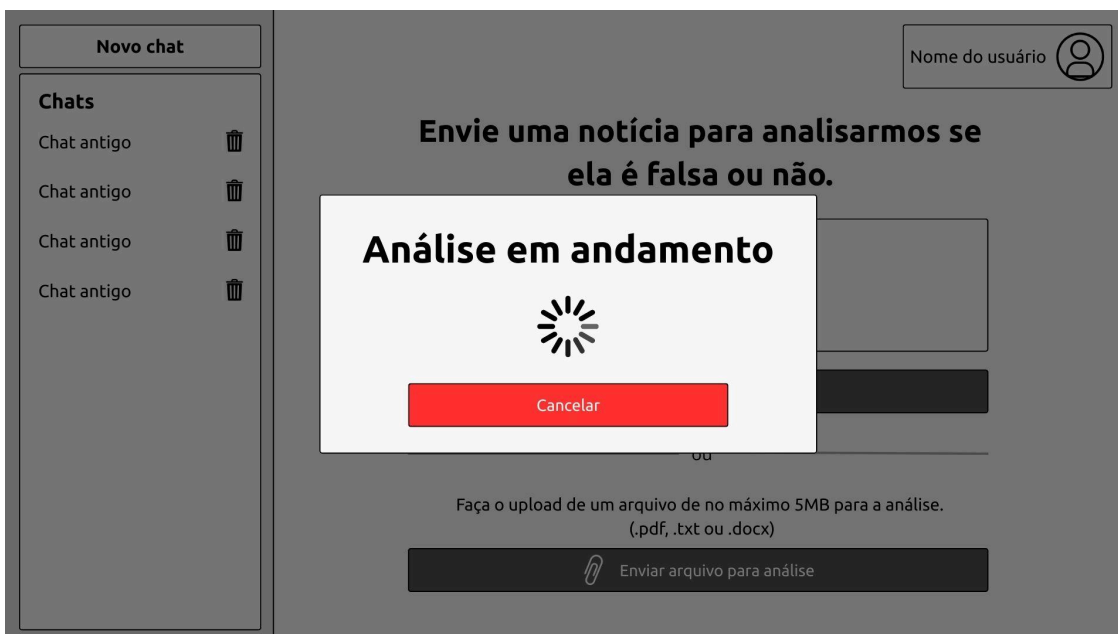 Novo chat
Chats
Chat antigo
Chat antigo
Chat antigo
Chat antigo
Nome do usuário
Envie uma notícia para analisarmos se
ela é falsa ou não.
Análise em andamento
Cancelar
ou
Faça o upload de um arquivo de no máximo 5MB para a análise.
(.pdf, .txt ou .docx)
Enviar arquivo para análise